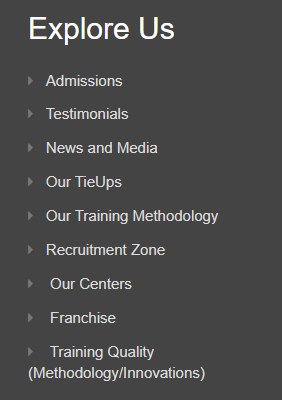 Explore Us
Admissions
Testimonials
News and Media
Our TieUps
Our Training Methodology
Recruitment Zone
Our Centers
Franchise
Training Quality
(Methodology/Innovations)